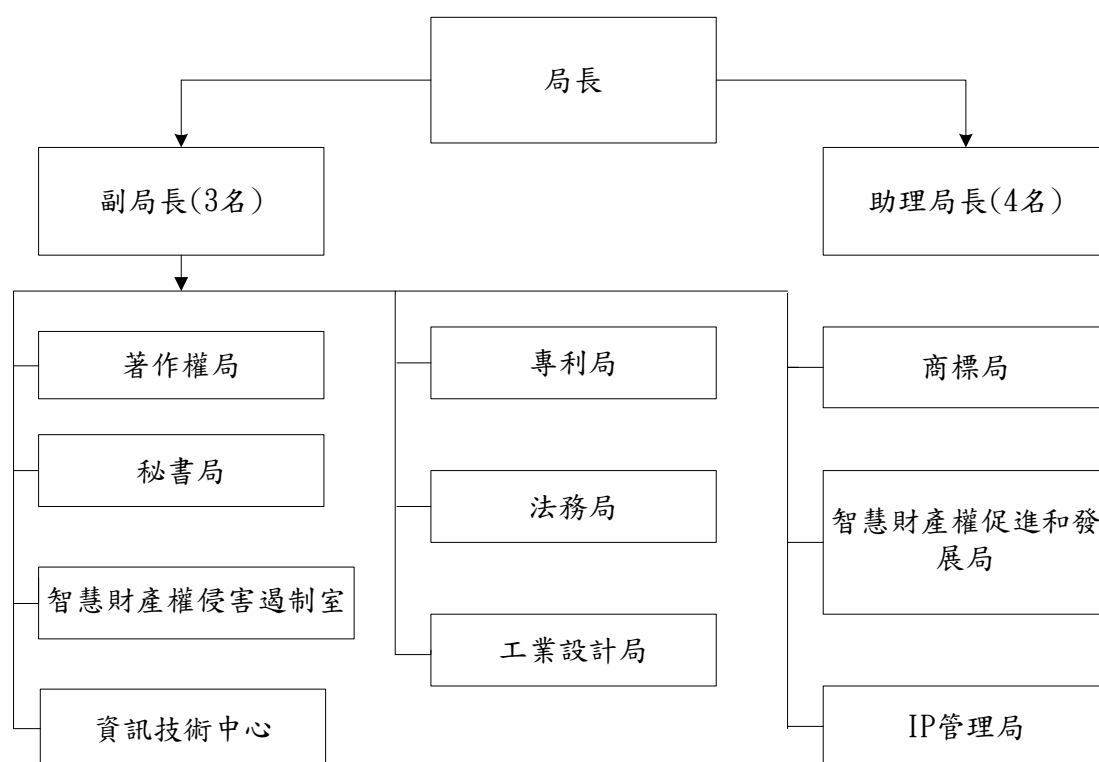 局長
副局長(3名)
助理局長(4名)
著作權局
專利局
商標局
秘書局
法務局
智慧財產權促進和發
展局
智慧財產權侵害遏制室
工業設計局
資訊技術中心
IP管理局